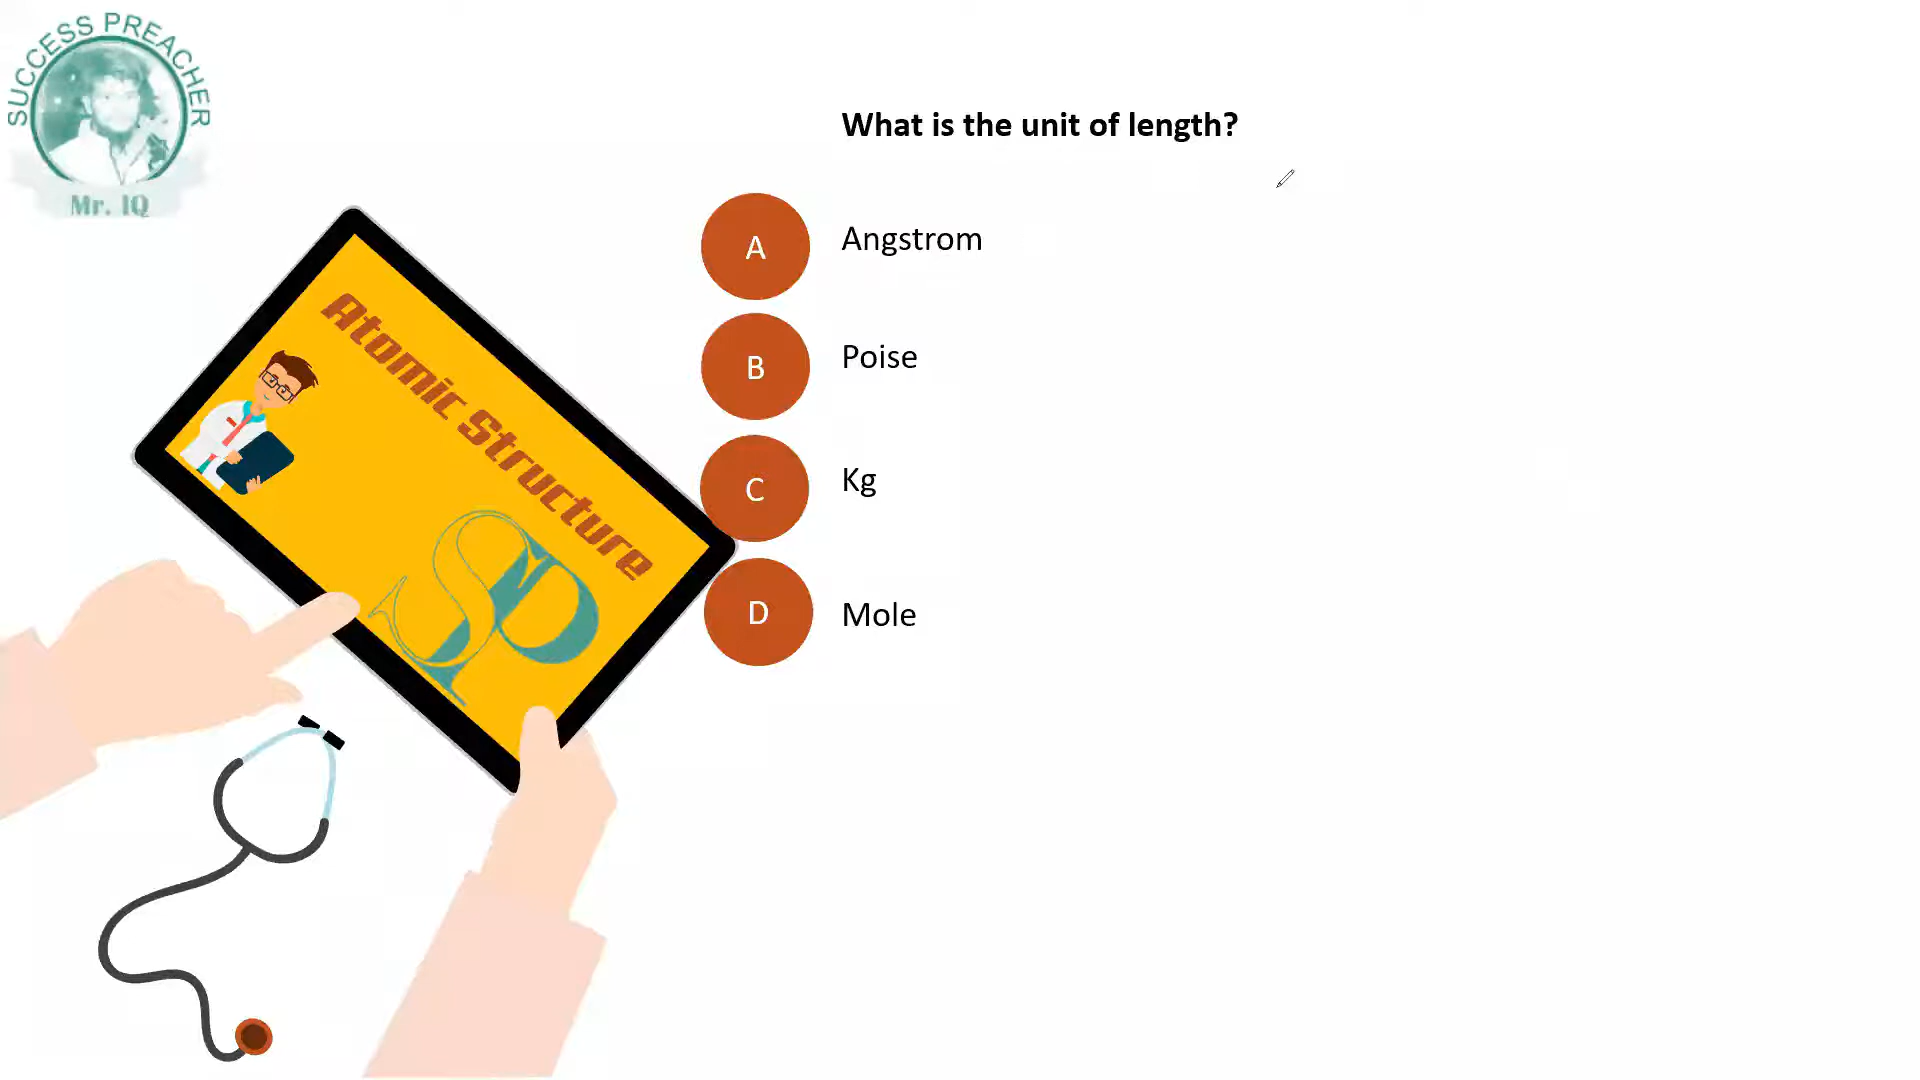 SUCCESS PREACHER
Mr. IQ
What is the unit of length?
A Angstrom
B Poise
C Kg
D Mole
Atomic Structure
SP